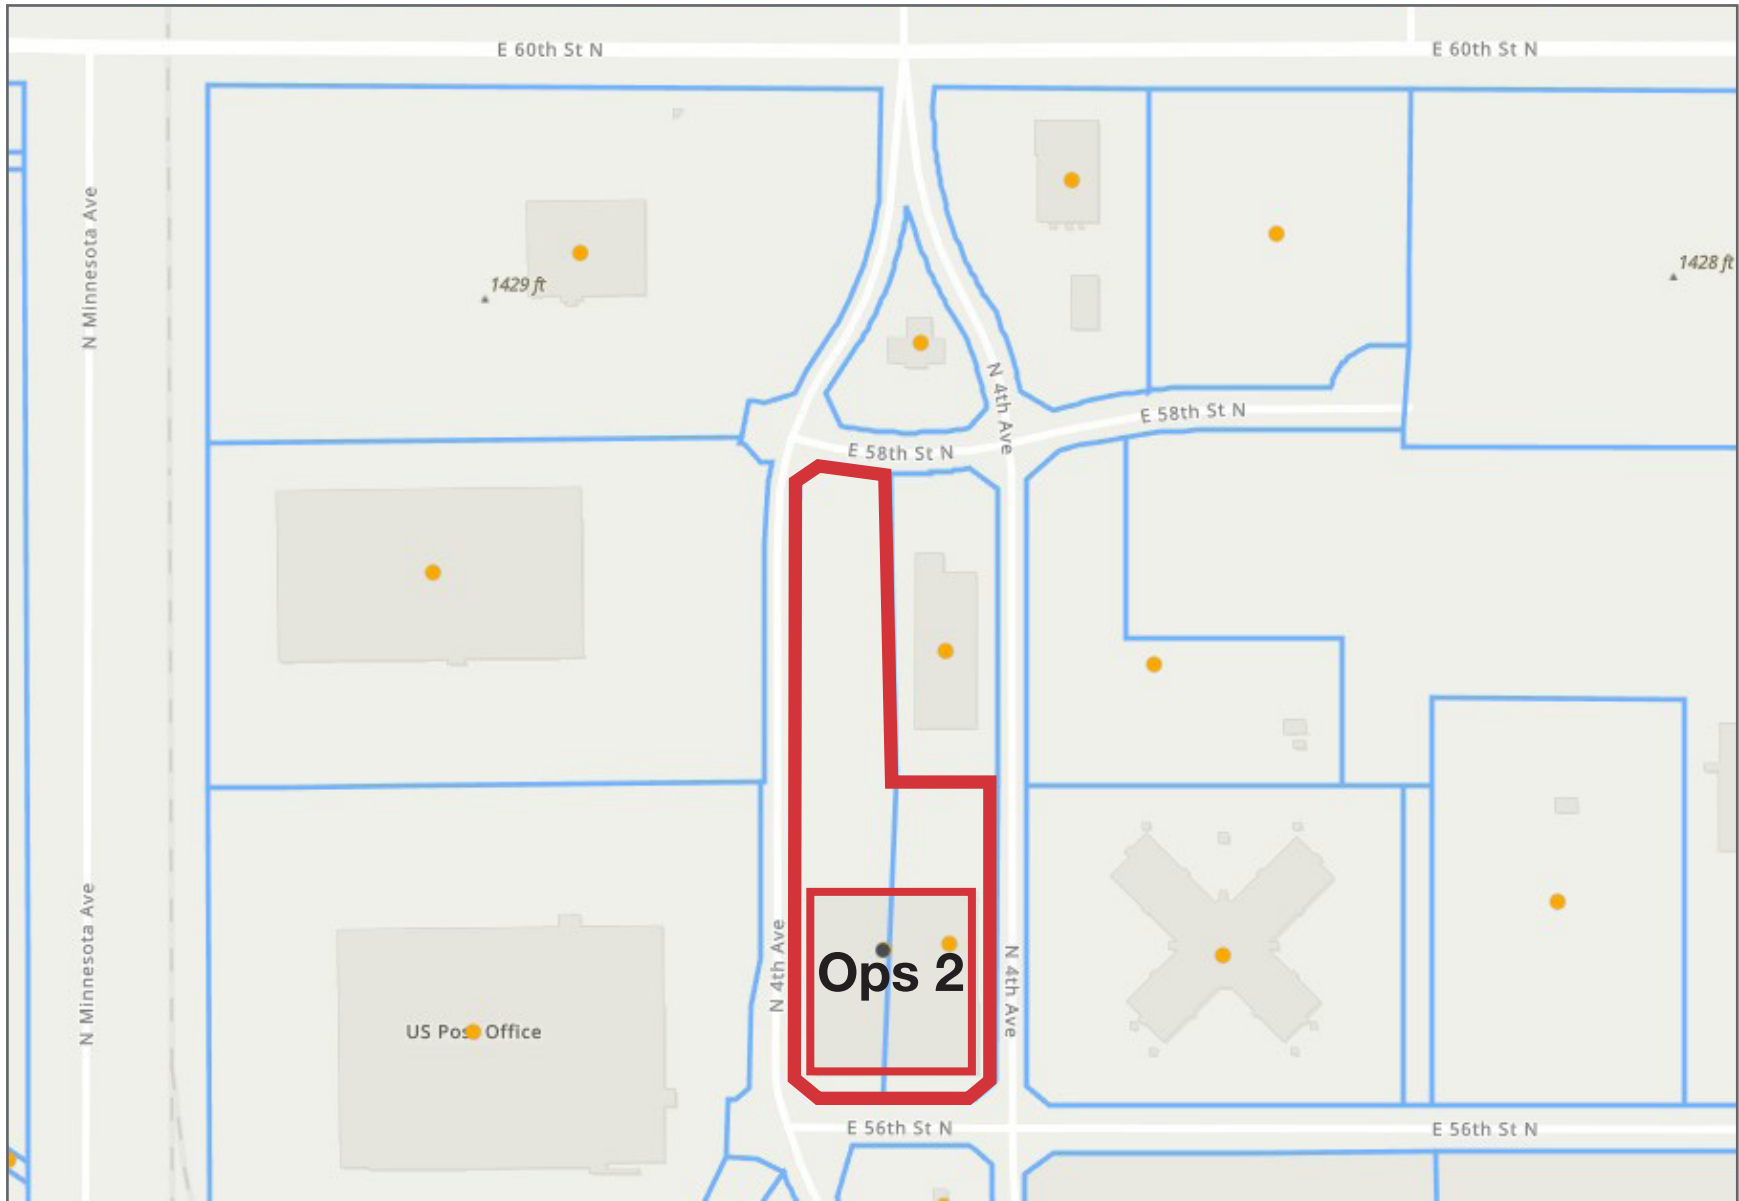 E 60th St N
E 60th St N
N Minnesota Ave
1429 ft
1428 ft
N 4th Ave
E 58th St N
E 58th St N
N Minnesota Ave
N 4th Ave
N 4th Ave
Ops 2
US Post Office
E 56th St N
E 56th St N